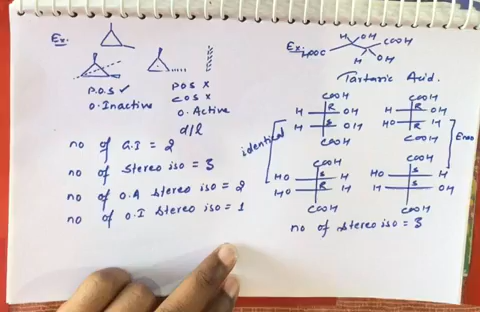 Ex.
P.O.S ✓
O.Inactive
POS x
COS x
O.Active
d/l
no of G.I = 2
no of Stereo iso = 3
no of O.A Stereo iso = 2
no of O.I Stereo iso = 1
Ex.
H OH
HOOC COOH
H OH
Tartaric Acid.
COOH COOH
H R OH H R OH
H S OH HO R H
COOH COOH
identical
Enan
COOH COOH
HO S H HO S H
HO R H H S OH
COOH COOH
no of stereo iso = 3